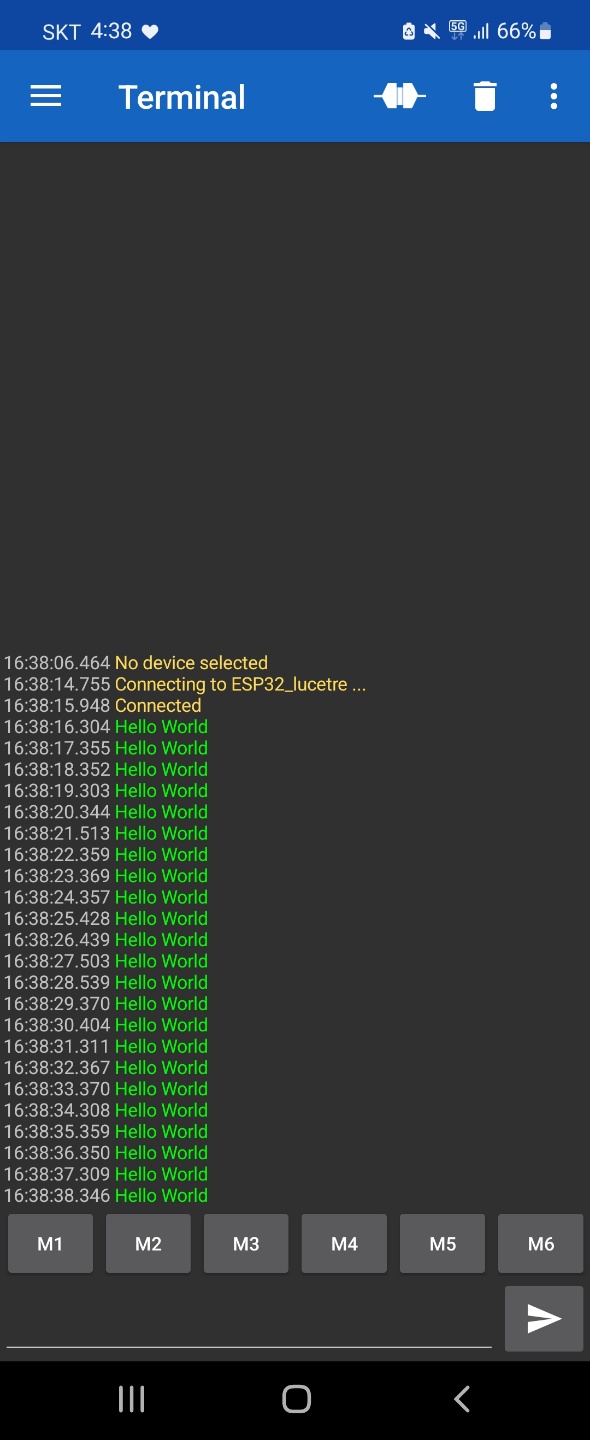 SKT 4:38 5G 66%
Terminal
16:38:06.464 No device selected
16:38:14.755 Connecting to ESP32_lucetre ...
16:38:15.948 Connected
16:38:16.304 Hello World
16:38:17.355 Hello World
16:38:18.352 Hello World
16:38:19.303 Hello World
16:38:20.344 Hello World
16:38:21.513 Hello World
16:38:22.359 Hello World
16:38:23.369 Hello World
16:38:24.357 Hello World
16:38:25.428 Hello World
16:38:26.439 Hello World
16:38:27.503 Hello World
16:38:28.539 Hello World
16:38:29.370 Hello World
16:38:30.404 Hello World
16:38:31.311 Hello World
16:38:32.367 Hello World
16:38:33.370 Hello World
16:38:34.308 Hello World
16:38:35.359 Hello World
16:38:36.350 Hello World
16:38:37.309 Hello World
16:38:38.346 Hello World
M1 M2 M3 M4 M5 M6